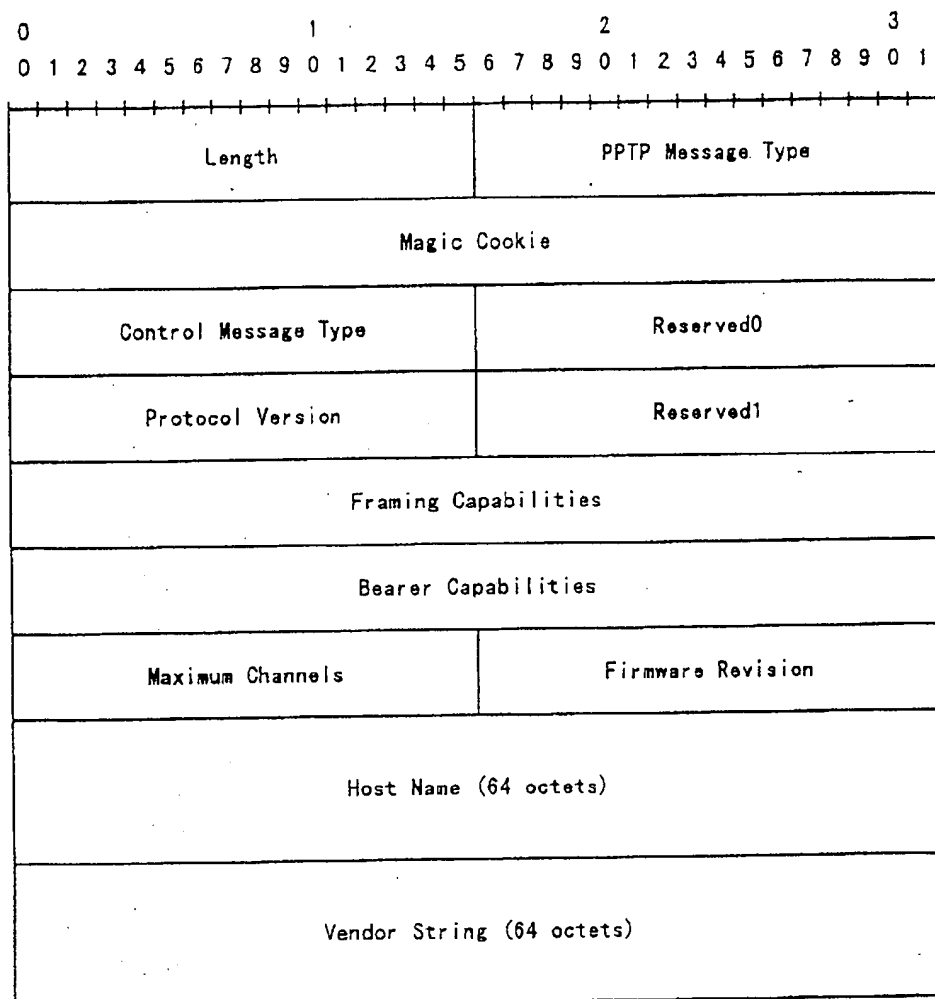 0 1 2 3
0 1 2 3 4 5 6 7 8 9 0 1 2 3 4 5 6 7 8 9 0 1 2 3 4 5 6 7 8 9 0 1
Length PPTP Message Type
Magic Cookie
Control Message Type Reserved0
Protocol Version Reserved1
Framing Capabilities
Bearer Capabilities
Maximum Channels Firmware Revision
Host Name (64 octets)
Vendor String (64 octets)